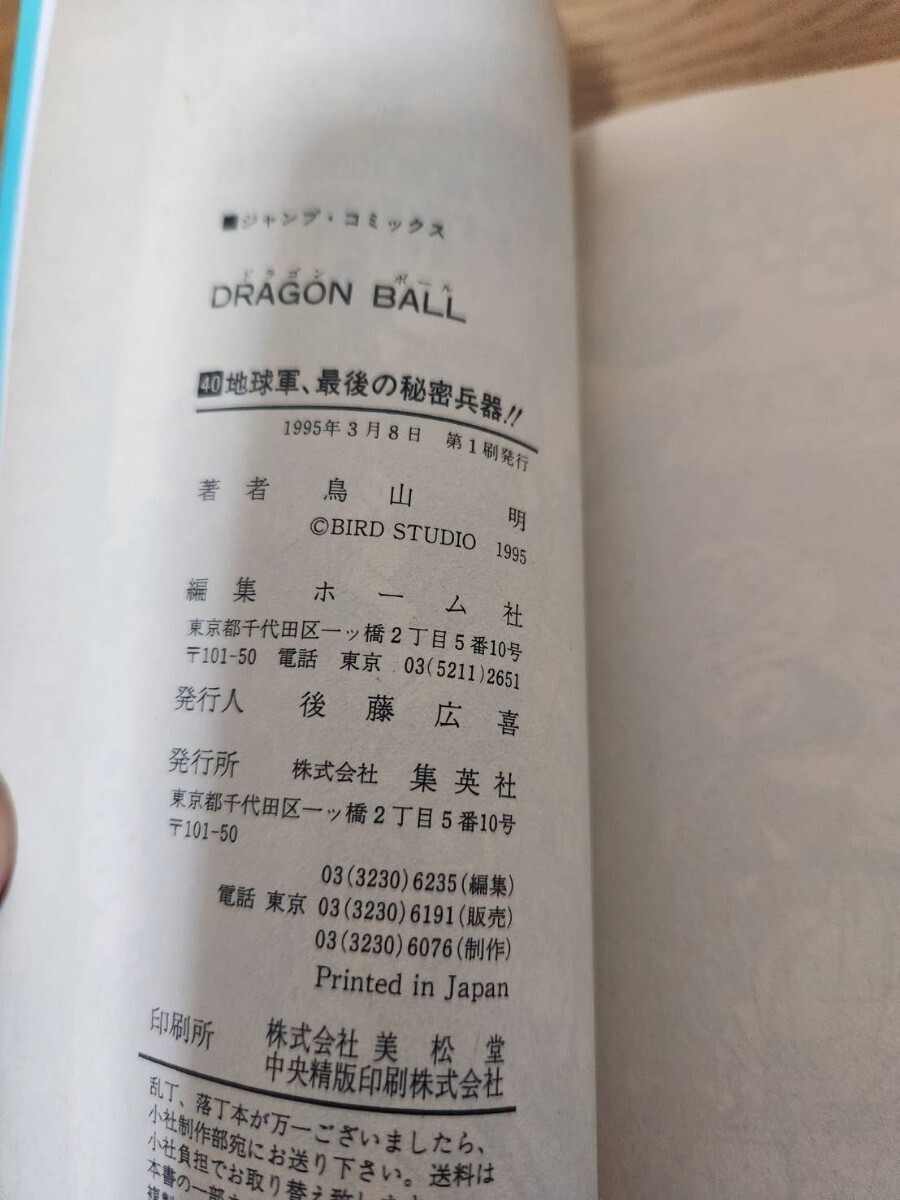 ■ジャンプ・コミックス
ドラゴン ボール
DRAGON BALL
40 地球軍、最後の秘密兵器!!
1995年3月8日 第1刷発行
著者 鳥山 明
©BIRD STUDIO 1995
編集 ホーム社
東京都千代田区一ッ橋2丁目5番10号
〒101-50 電話 東京 03(5211)2651
発行人 後藤広喜
発行所 株式会社 集英社
東京都千代田区一ッ橋2丁目5番10号
〒101-50
03(3230)6235(編集)
電話 東京 03(3230)6191(販売)
03(3230)6076(制作)
Printed in Japan
印刷所 株式会社 美松堂
中央精版印刷株式会社
乱丁、落丁本が万一ございましたら、
小社制作部宛にお送り下さい。送料は
小社負担でお取り替え致します
本書の一部